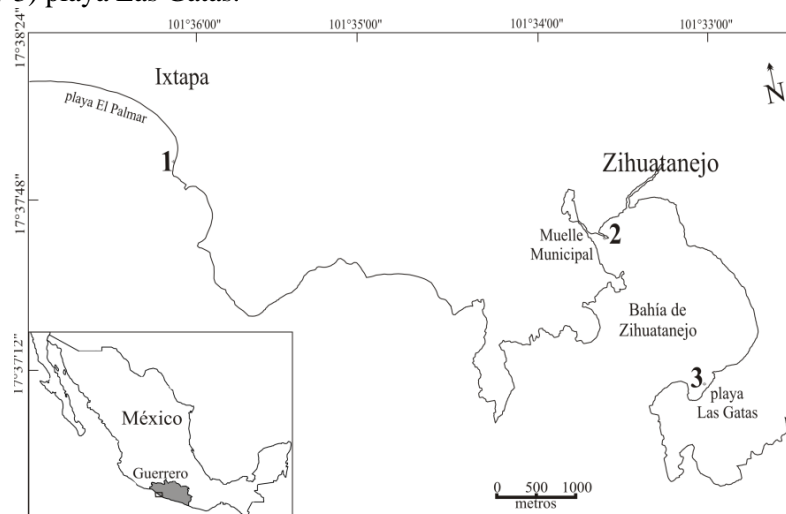 3) playa Las Gatas.
101°36'00"
101°35'00"
101°34'00"
101°33'00"
17°38'24"
Ixtapa
playa El Palmar
N
1
Zihuatanejo
17°37'48"
2
Muelle
Municipal
Bahía de
Zihuatanejo
17°37'12"
3
playa
Las Gatas
México
Guerrero
0 500 1000
metros